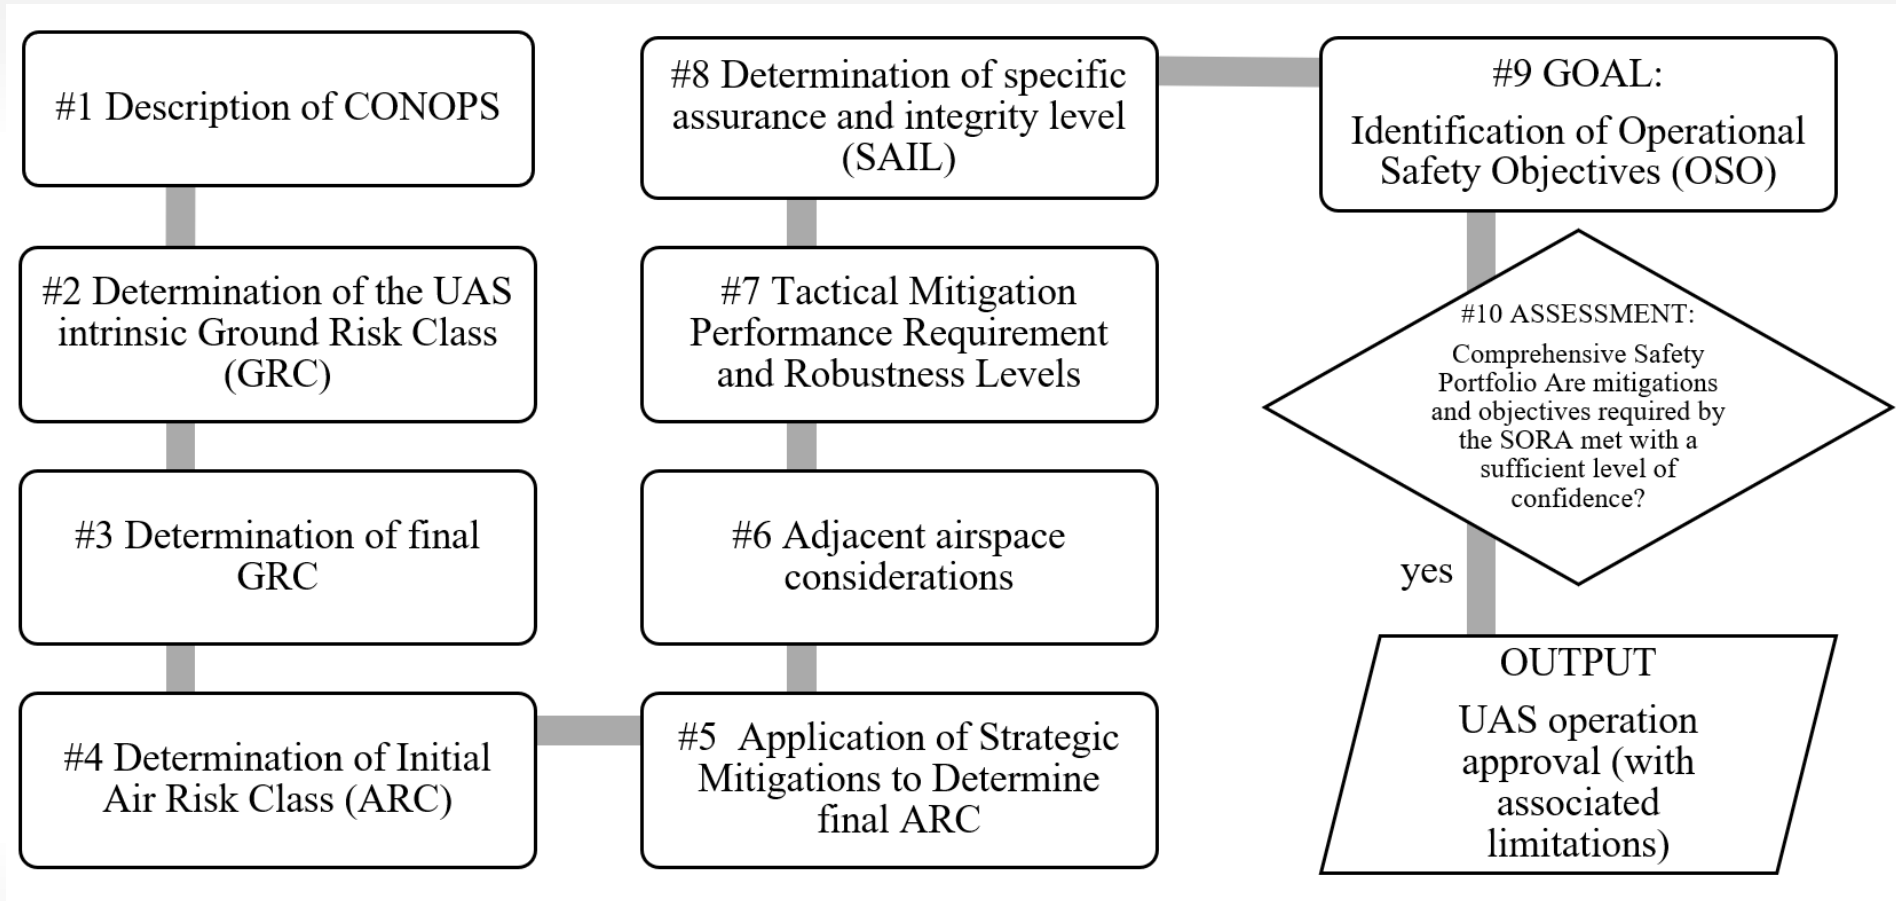 #1 Description of CONOPS
#2 Determination of the UAS
intrinsic Ground Risk Class
(GRC)
#3 Determination of final
GRC
#4 Determination of Initial
Air Risk Class (ARC)
#5  Application of Strategic
Mitigations to Determine
final ARC
#6 Adjacent airspace
considerations
#7 Tactical Mitigation
Performance Requirement
and Robustness Levels
#8 Determination of specific
assurance and integrity level
(SAIL)
#9 GOAL:
Identification of Operational
Safety Objectives (OSO)
#10 ASSESSMENT:
Comprehensive Safety
Portfolio Are mitigations
and objectives required by
the SORA met with a
sufficient level of
confidence?
yes
OUTPUT
UAS operation
approval (with
associated
limitations)